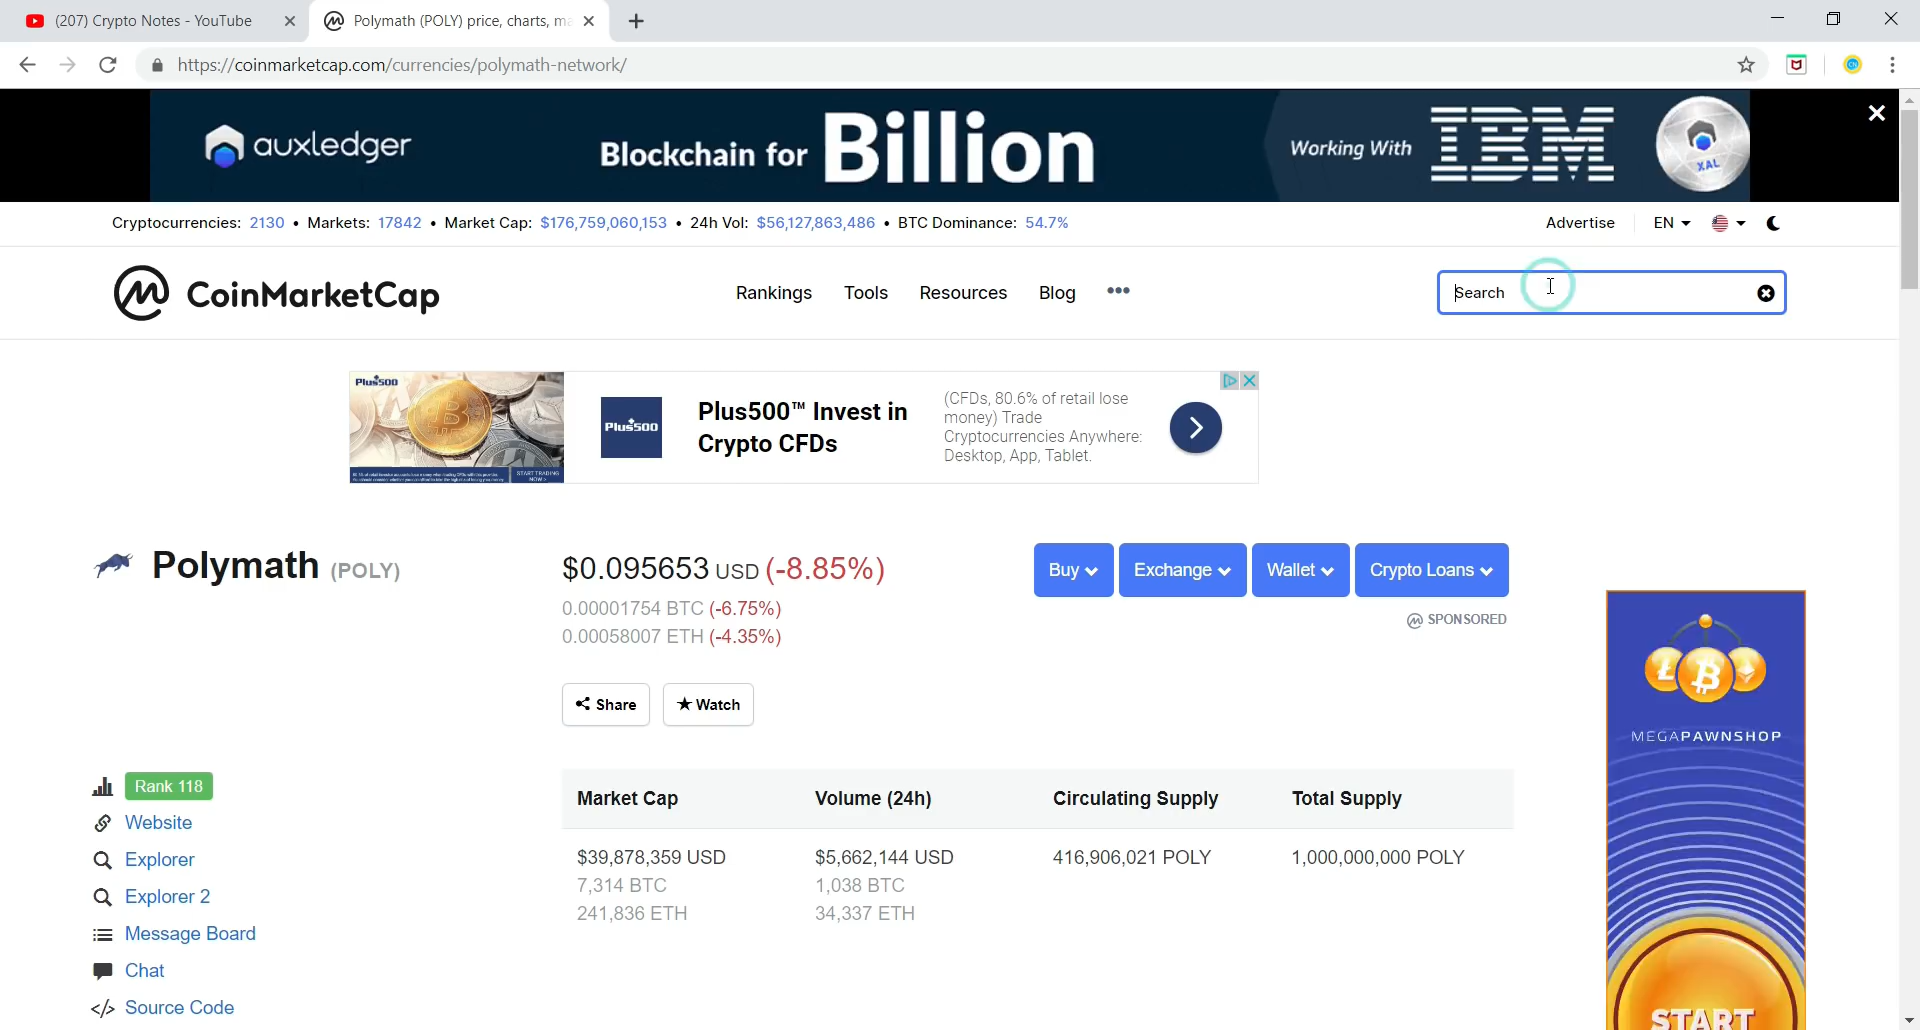 (207) Crypto Notes - YouTube
Polymath (POLY) price, charts, ma
https://coinmarketcap.com/currencies/polymath-network/
auxledger
Blockchain for Billion
Working With IBM
XAL
Cryptocurrencies: 2130 • Markets: 17842 • Market Cap: $176,759,060,153 • 24h Vol: $56,127,863,486 • BTC Dominance: 54.7%
Advertise
EN
CoinMarketCap
Rankings
Tools
Resources
Blog
Search
Plus500
Plus500
Plus500™ Invest in
Crypto CFDs
(CFDs, 80.6% of retail lose
money) Trade
Cryptocurrencies Anywhere:
Desktop, App, Tablet.
START TRADING
NOW >
Polymath (POLY)
$0.095653 USD (-8.85%)
0.00001754 BTC (-6.75%)
0.00058007 ETH (-4.35%)
Buy
Exchange
Wallet
Crypto Loans
SPONSORED
Share
Watch
MEGAPAWNSHOP
Rank 118
Website
Explorer
Explorer 2
Message Board
Chat
Source Code
Market Cap
Volume (24h)
Circulating Supply
Total Supply
$39,878,359 USD
$5,662,144 USD
416,906,021 POLY
1,000,000,000 POLY
7,314 BTC
1,038 BTC
241,836 ETH
34,337 ETH
START